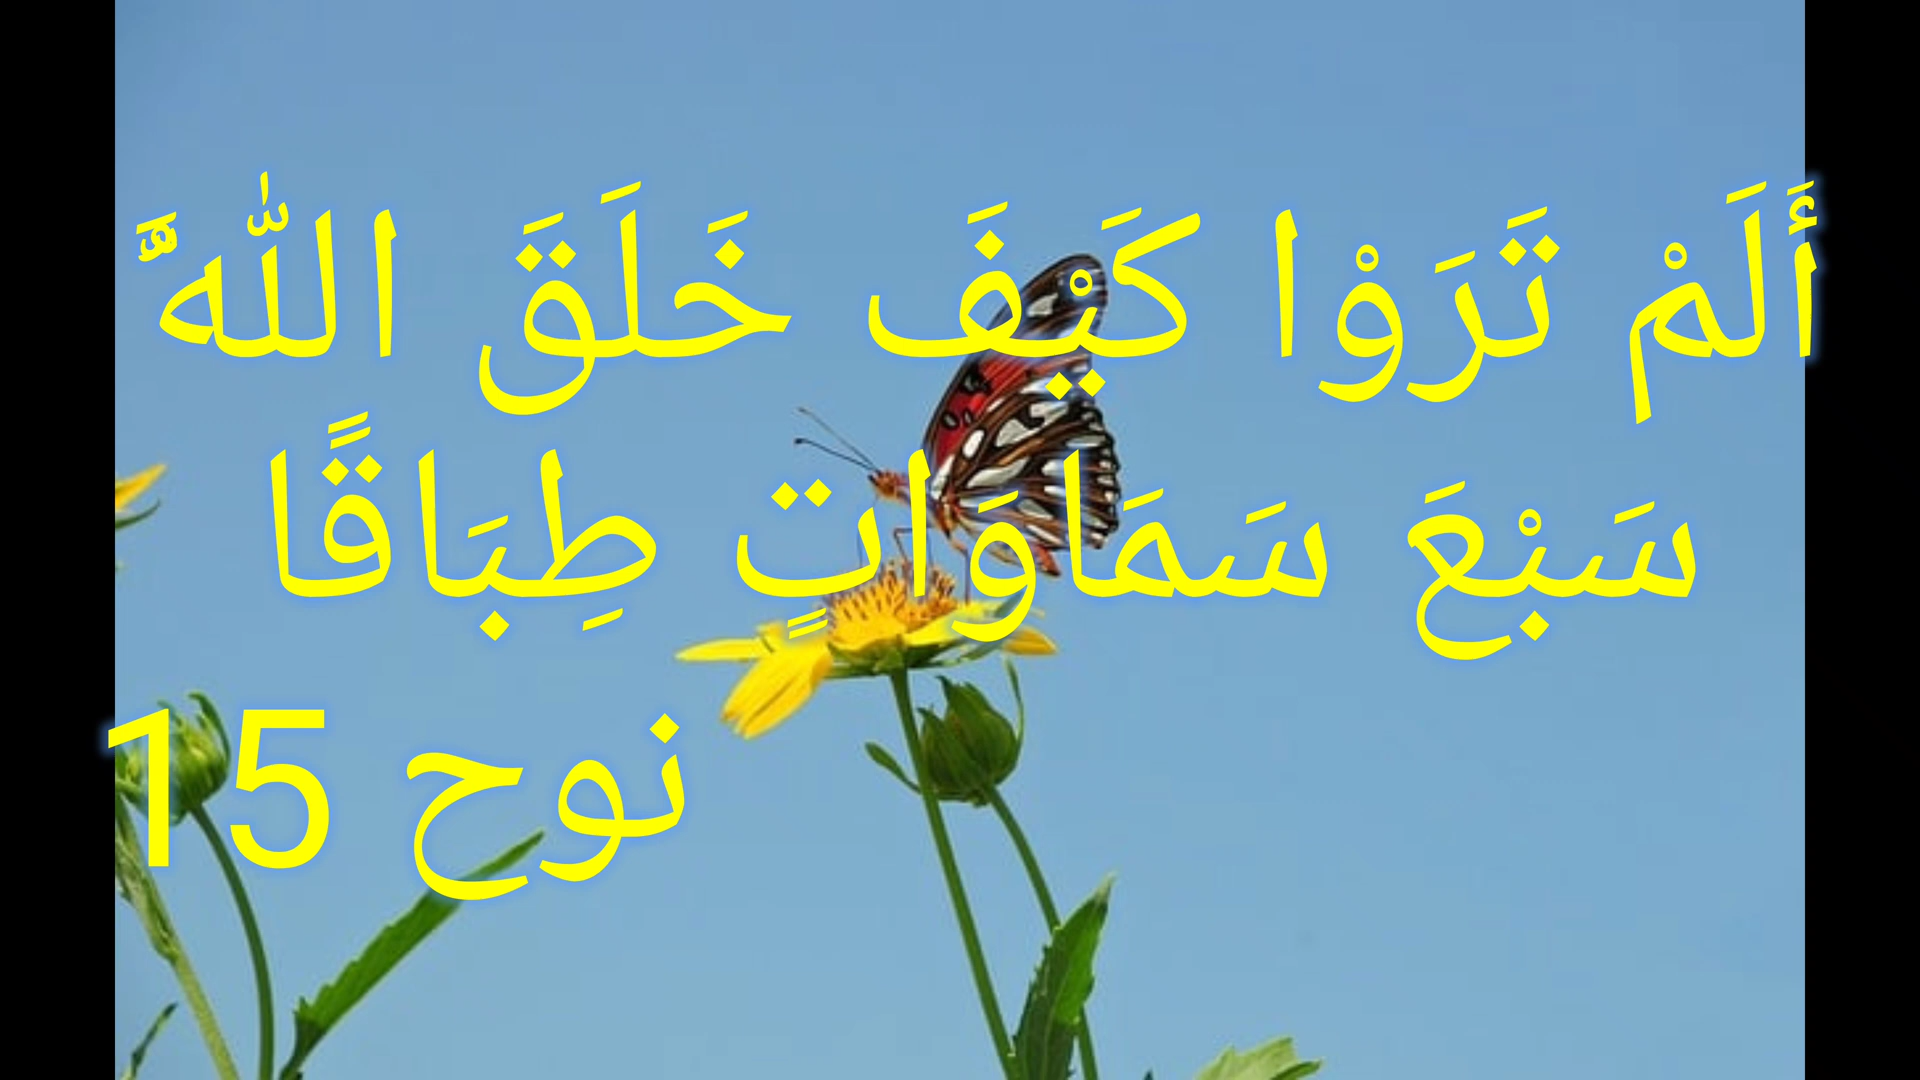 أَلَمْ تَرَوْا كَيْفَ خَلَقَ اللَّهُ
سَبْعَ سَمَاوَاتٍ طِبَاقًا
نوح 15